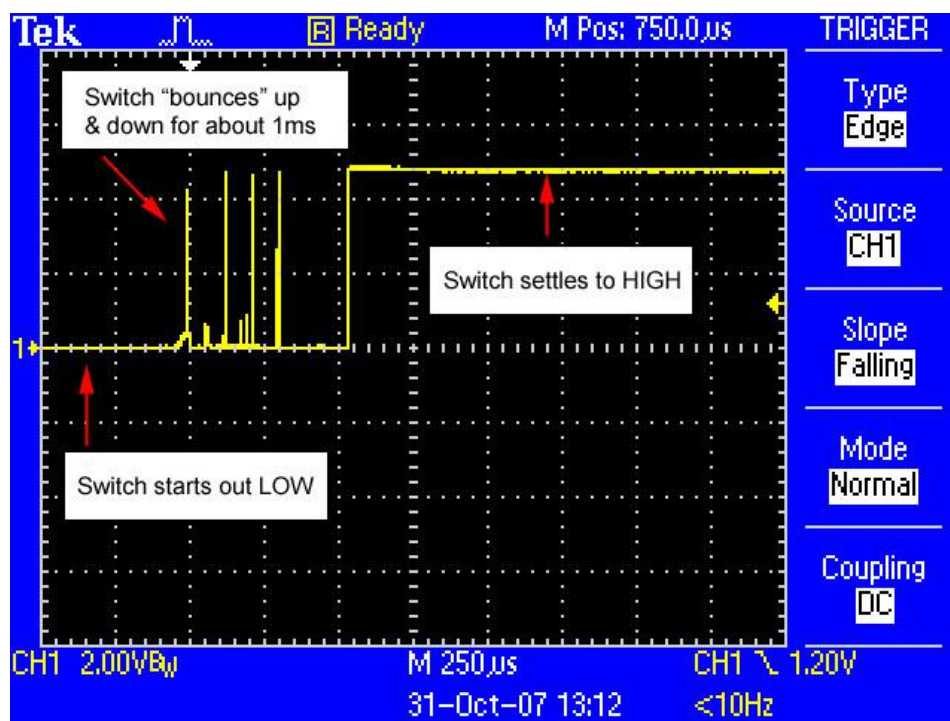 Tek R Ready M Pos: 750.0µs TRIGGER
Switch “bounces” up
& down for about 1ms
Type
Edge
Source
CH1
Switch settles to HIGH
Slope
Falling
1
Mode
Normal
Switch starts out LOW
Coupling
DC
CH1 2.00VBW M 250µs CH1 1.20V
31-Oct-07 13:12 <10Hz